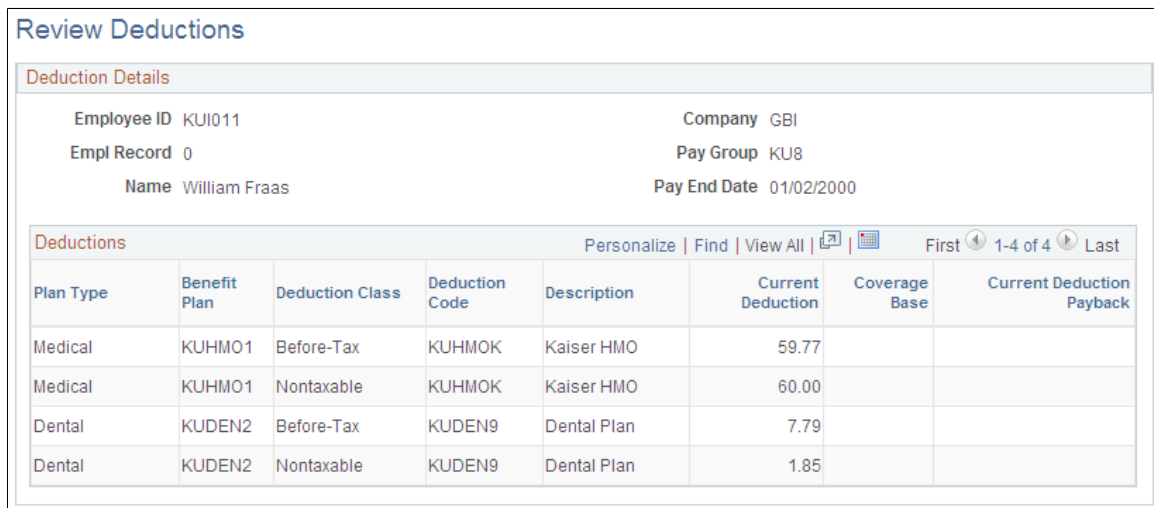 Review Deductions
Deduction Details
Employee ID KUI011 Company GBI
Empl Record 0 Pay Group KU8
Name William Fraas Pay End Date 01/02/2000
Deductions Personalize | Find | View All | | First 1-4 of 4 Last
Plan Type Benefit Plan Deduction Class Deduction Code Description Current Deduction Coverage Base Current Deduction Payback
Medical KUHMO1 Before-Tax KUHMOK Kaiser HMO 59.77
Medical KUHMO1 Nontaxable KUHMOK Kaiser HMO 60.00
Dental KUDEN2 Before-Tax KUDEN9 Dental Plan 7.79
Dental KUDEN2 Nontaxable KUDEN9 Dental Plan 1.85